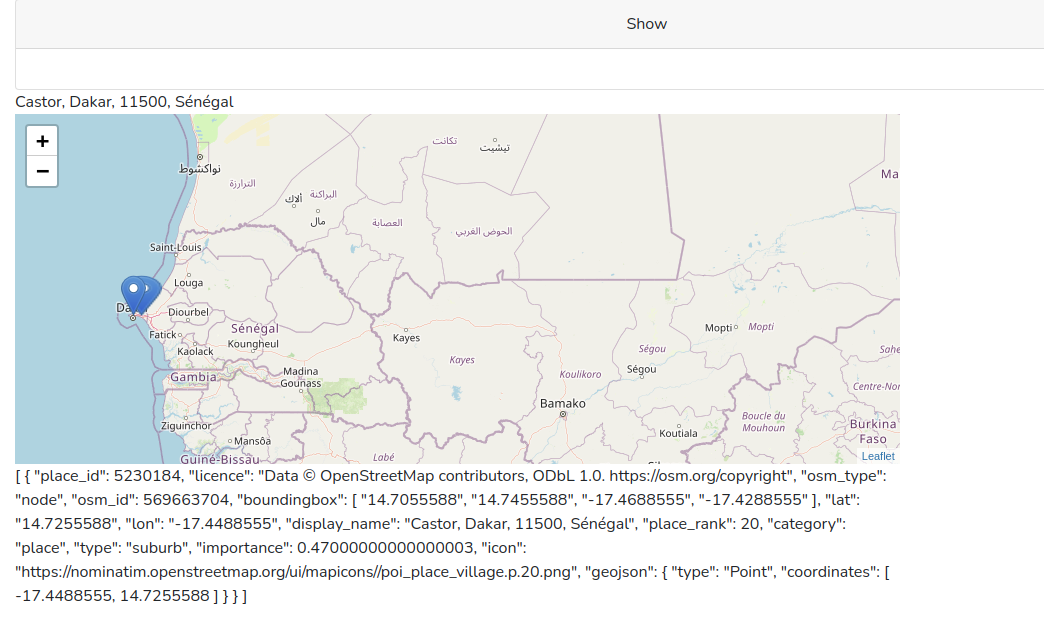 Show
Castor, Dakar, 11500, Sénégal
+
−
تكانت
تيشيت
نواكشوط
الترارزة
ألاك
البراكنة
Ma
مال
العصابة
الحوض الغربي
Saint-Louis
Louga
Diourbel
Fatick
Sénégal
Koungheul
Kaolack
Kayes
Kayes
Mopti
Mopti
Ségou
Ségou
Sahe
Gambia
Madina
Gounass
Koulikoro
Bamako
Centre-Nor
Boucle du
Mouhoun
Burkina
Faso
Ziguinchor
Mansôa
Koutiala
Guiné-Bissau
Labé
Leaflet
[ { "place_id": 5230184, "licence": "Data © OpenStreetMap contributors, ODbL 1.0. https://osm.org/copyright", "osm_type":
"node", "osm_id": 569663704, "boundingbox": [ "14.7055588", "14.7455588", "-17.4688555", "-17.4288555" ], "lat":
"14.7255588", "lon": "-17.4488555", "display_name": "Castor, Dakar, 11500, Sénégal", "place_rank": 20, "category":
"place", "type": "suburb", "importance": 0.47000000000000003, "icon":
"https://nominatim.openstreetmap.org/ui/mapicons//poi_place_village.p.20.png", "geojson": { "type": "Point", "coordinates": [
-17.4488555, 14.7255588 ] } } ]